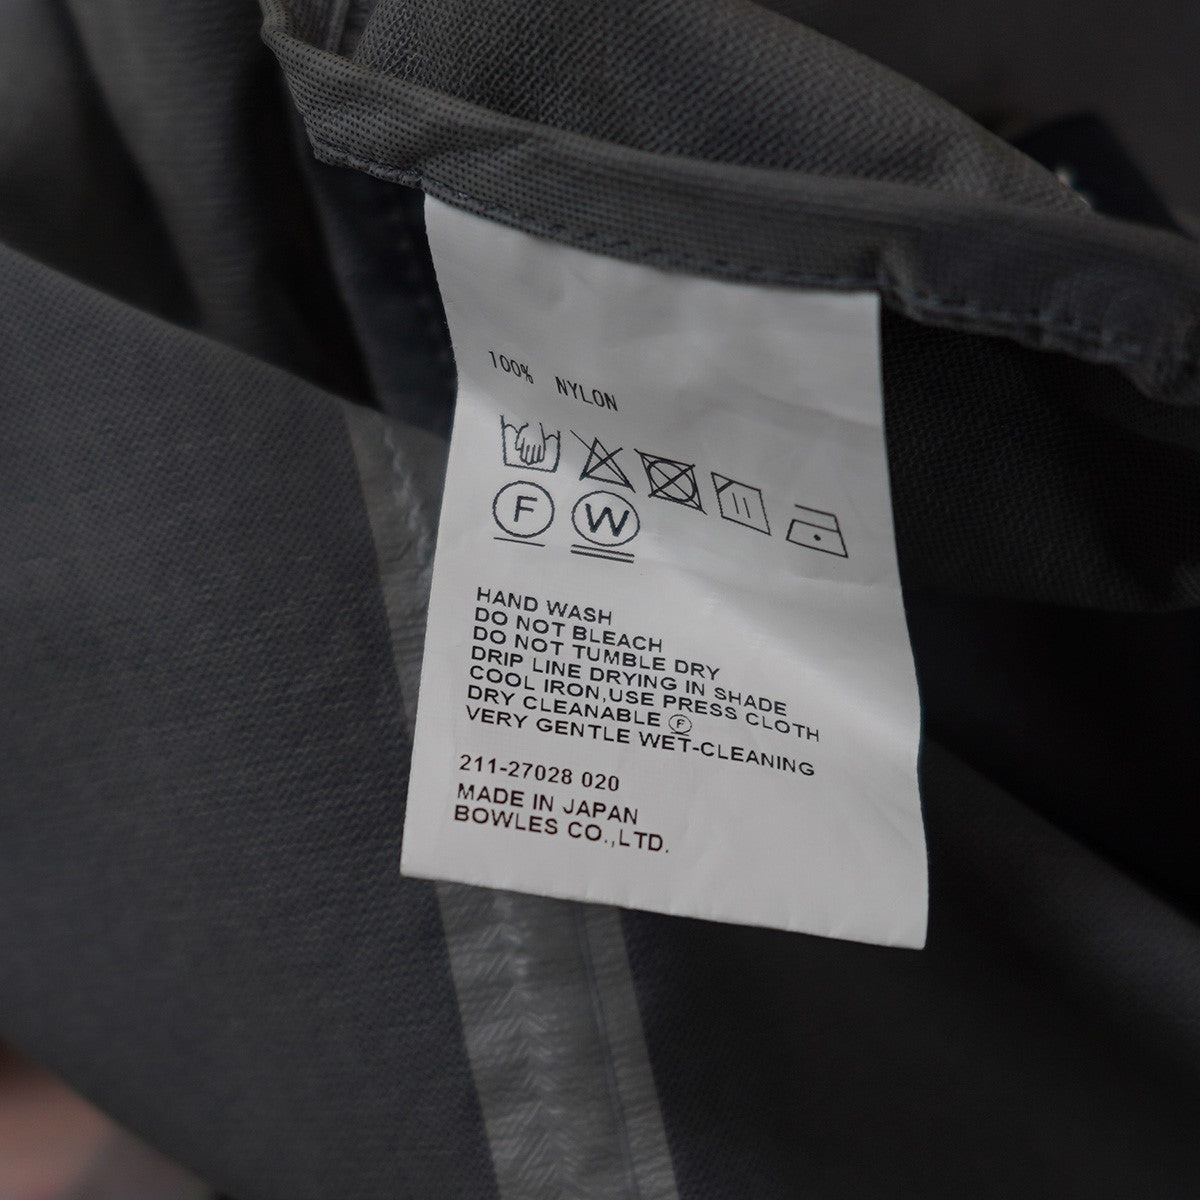 100% NYLON
F W
HAND WASH
DO NOT BLEACH
DO NOT TUMBLE DRY
DRIP LINE DRYING IN SHADE
COOL IRON,USE PRESS CLOTH
DRY CLEANABLE Ⓕ
VERY GENTLE WET-CLEANING
211-27028 020
MADE IN JAPAN
BOWLES CO.,LTD.